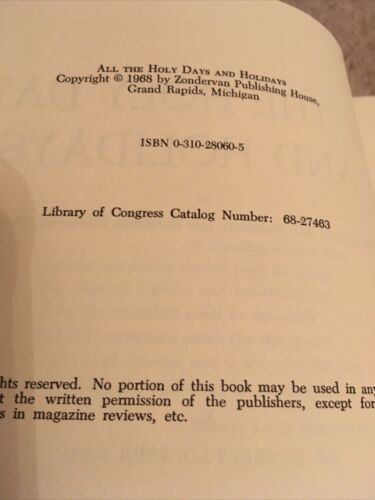 ALL THE HOLY DAYS AND HOLIDAYS
Copyright © 1968 by Zondervan Publishing House,
Grand Rapids, Michigan
ISBN 0-310-28060-5
Library of Congress Catalog Number: 68-27463
hts reserved. No portion of this book may be used in any
t the written permission of the publishers, except for
s in magazine reviews, etc.